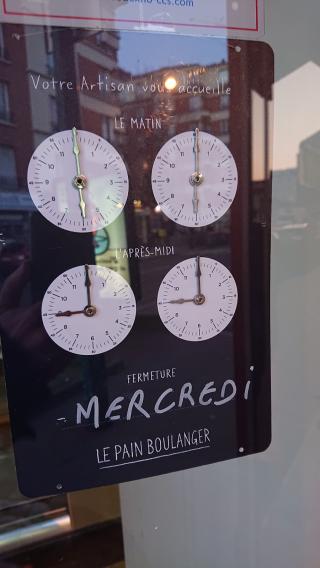 Votre Artisan vous accueille
LE MATIN
L'APRÈS-MIDI
FERMETURE
- MERCREDI
LE PAIN BOULANGER